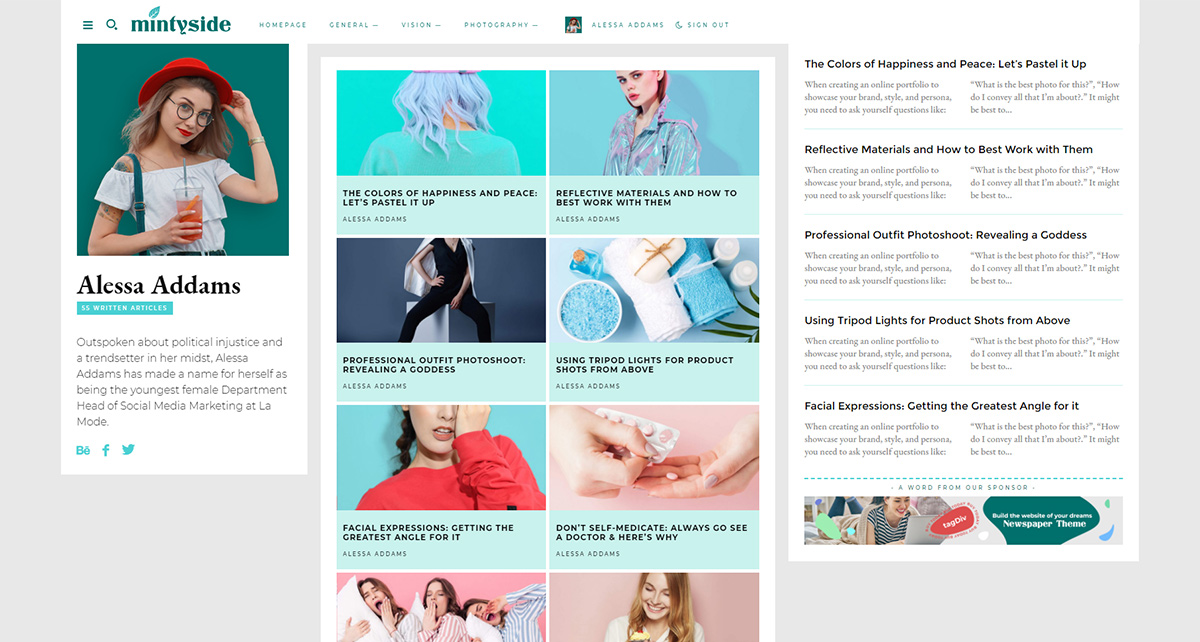 mintyside
HOMEPAGE
GENERAL —
VISION —
PHOTOGRAPHY —
ALESSA ADDAMS
SIGN OUT
Alessa Addams
55 WRITTEN ARTICLES
Outspoken about political injustice and
a trendsetter in her midst, Alessa
Addams has made a name for herself as
being the youngest female Department
Head of Social Media Marketing at La
Mode.
Bē
THE COLORS OF HAPPINESS AND PEACE:
LET'S PASTEL IT UP
ALESSA ADDAMS
REFLECTIVE MATERIALS AND HOW TO
BEST WORK WITH THEM
ALESSA ADDAMS
PROFESSIONAL OUTFIT PHOTOSHOOT:
REVEALING A GODDESS
ALESSA ADDAMS
USING TRIPOD LIGHTS FOR PRODUCT
SHOTS FROM ABOVE
ALESSA ADDAMS
FACIAL EXPRESSIONS: GETTING THE
GREATEST ANGLE FOR IT
ALESSA ADDAMS
DON'T SELF-MEDICATE: ALWAYS GO SEE
A DOCTOR & HERE'S WHY
ALESSA ADDAMS
The Colors of Happiness and Peace: Let's Pastel it Up
When creating an online portfolio to
showcase your brand, style, and persona,
you need to ask yourself questions like:
“What is the best photo for this?”, “How
do I convey all that I'm about?.” It might
be best to...
Reflective Materials and How to Best Work with Them
When creating an online portfolio to
showcase your brand, style, and persona,
you need to ask yourself questions like:
“What is the best photo for this?”, “How
do I convey all that I'm about?.” It might
be best to...
Professional Outfit Photoshoot: Revealing a Goddess
When creating an online portfolio to
showcase your brand, style, and persona,
you need to ask yourself questions like:
“What is the best photo for this?”, “How
do I convey all that I'm about?.” It might
be best to...
Using Tripod Lights for Product Shots from Above
When creating an online portfolio to
showcase your brand, style, and persona,
you need to ask yourself questions like:
“What is the best photo for this?”, “How
do I convey all that I'm about?.” It might
be best to...
Facial Expressions: Getting the Greatest Angle for it
When creating an online portfolio to
showcase your brand, style, and persona,
you need to ask yourself questions like:
“What is the best photo for this?”, “How
do I convey all that I'm about?.” It might
be best to...
- A WORD FROM OUR SPONSOR -
tagDiv
Build the website of your dreams
Newspaper Theme